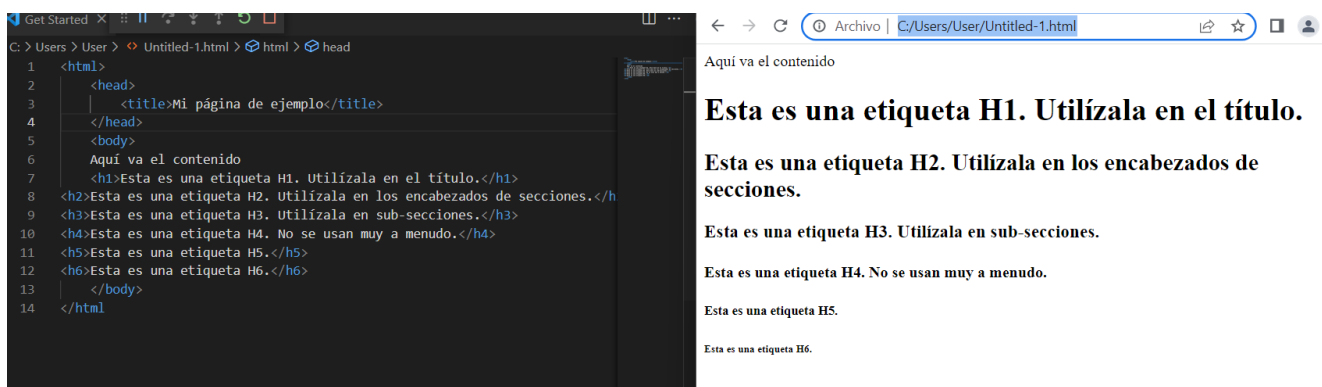 Get Started
C: > Users > User > Untitled-1.html > html > head
1 <html>
2 <head>
3 <title>Mi página de ejemplo</title>
4 </head>
5 <body>
6 Aquí va el contenido
7 <h1>Esta es una etiqueta H1. Utilízala en el título.</h1>
8 <h2>Esta es una etiqueta H2. Utilízala en los encabezados de secciones.</h
9 <h3>Esta es una etiqueta H3. Utilízala en sub-secciones.</h3>
10 <h4>Esta es una etiqueta H4. No se usan muy a menudo.</h4>
11 <h5>Esta es una etiqueta H5.</h5>
12 <h6>Esta es una etiqueta H6.</h6>
13 </body>
14 </html
Archivo | C:/Users/User/Untitled-1.html
Aquí va el contenido
Esta es una etiqueta H1. Utilízala en el título.
Esta es una etiqueta H2. Utilízala en los encabezados de
secciones.
Esta es una etiqueta H3. Utilízala en sub-secciones.
Esta es una etiqueta H4. No se usan muy a menudo.
Esta es una etiqueta H5.
Esta es una etiqueta H6.